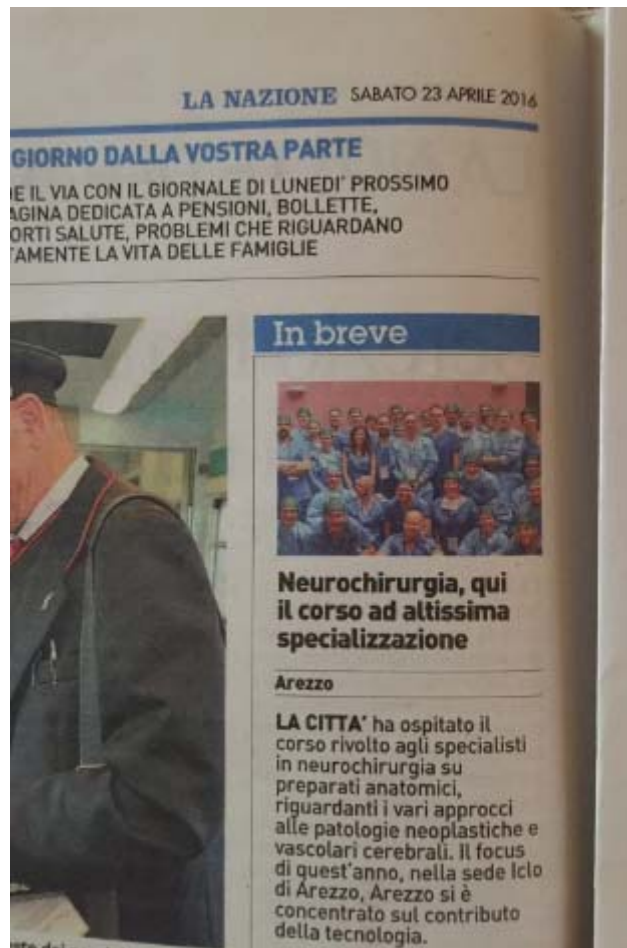 LA NAZIONE SABATO 23 APRILE 2016
GIORNO DALLA VOSTRA PARTE
E IL VIA CON IL GIORNALE DI LUNEDI' PROSSIMO
AGINA DEDICATA A PENSIONI, BOLLETTE,
ORTI SALUTE, PROBLEMI CHE RIGUARDANO
TAMENTE LA VITA DELLE FAMIGLIE
In breve
Neurochirurgia, qui
il corso ad altissima
specializzazione
Arezzo
LA CITTA' ha ospitato il
corso rivolto agli specialisti
in neurochirurgia su
preparati anatomici,
riguardanti i vari approcci
alle patologie neoplastiche e
vascolari cerebrali. Il focus
di quest'anno, nella sede Iclo
di Arezzo, Arezzo si è
concentrato sul contributo
della tecnologia.